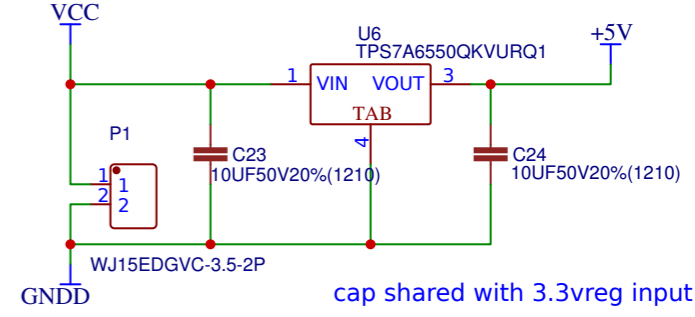 VCC
U6
TPS7A6550QKVURQ1
+5V
1 VIN VOUT 3
TAB
4
P1
C23
10UF50V20%(1210)
C24
10UF50V20%(1210)
1 1
2 2
WJ15EDGVC-3.5-2P
GNDD
cap shared with 3.3vreg input